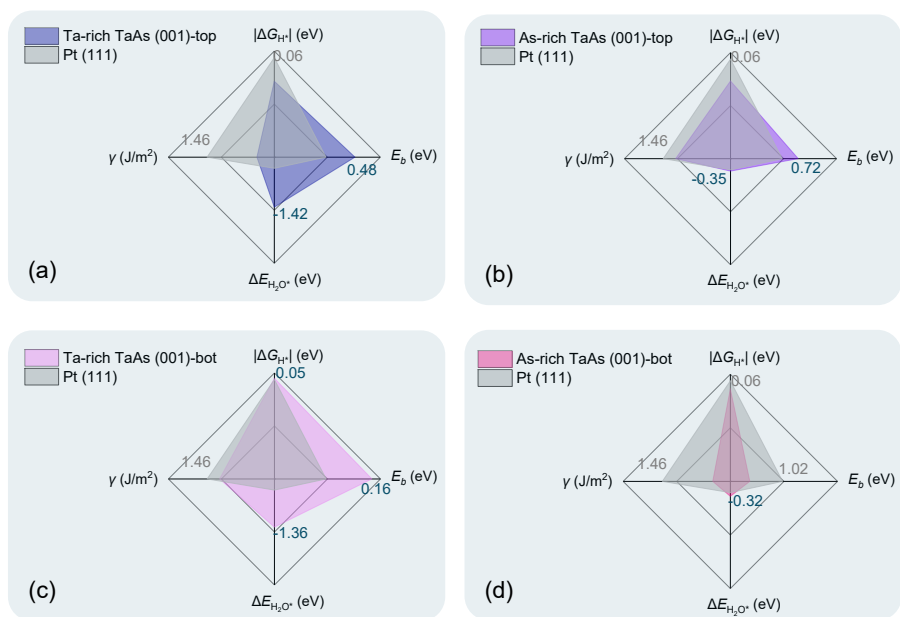 Ta-rich TaAs (001)-top
Pt (111)
|ΔG_H*| (eV)
0.06
1.46
γ (J/m²)
E_b (eV)
0.48
-1.42
ΔE_H₂O* (eV)
(a)
As-rich TaAs (001)-top
Pt (111)
|ΔG_H*| (eV)
0.06
1.46
γ (J/m²)
E_b (eV)
0.72
-0.35
ΔE_H₂O* (eV)
(b)
Ta-rich TaAs (001)-bot
Pt (111)
|ΔG_H*| (eV)
0.05
1.46
γ (J/m²)
E_b (eV)
0.16
-1.36
ΔE_H₂O* (eV)
(c)
As-rich TaAs (001)-bot
Pt (111)
|ΔG_H*| (eV)
0.06
1.46
1.02
γ (J/m²)
E_b (eV)
-0.32
ΔE_H₂O* (eV)
(d)